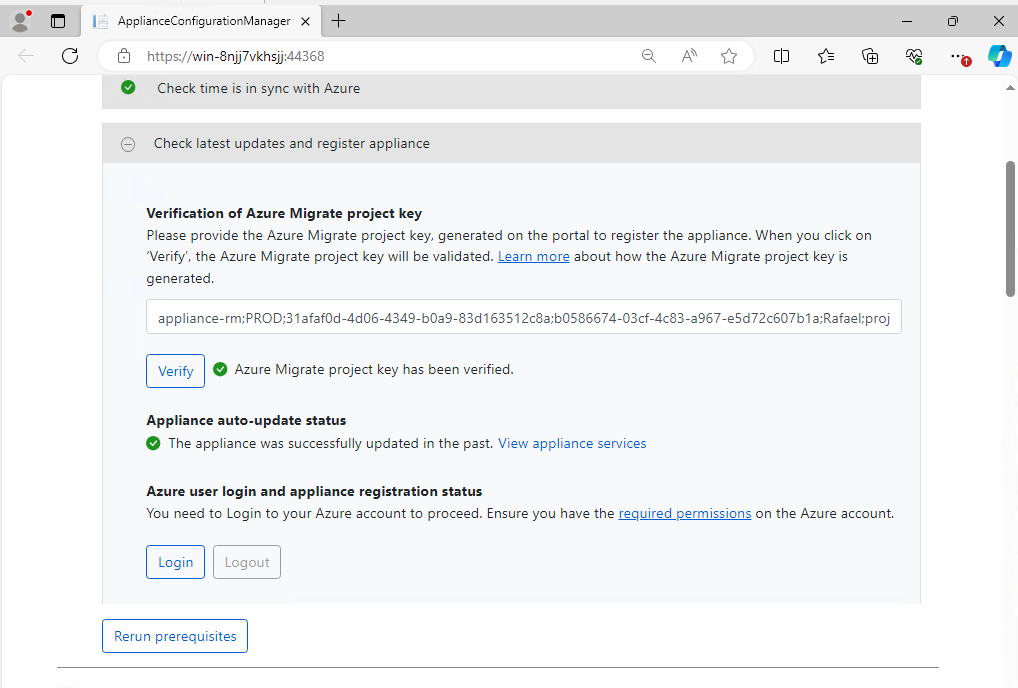 ApplianceConfigurationManager
https://win-8njj7vkhsjj:44368
Check time is in sync with Azure
Check latest updates and register appliance
Verification of Azure Migrate project key
Please provide the Azure Migrate project key, generated on the portal to register the appliance. When you click on
‘Verify’, the Azure Migrate project key will be validated. Learn more about how the Azure Migrate project key is
generated.
appliance-rm;PROD;31afaf0d-4d06-4349-b0a9-83d163512c8a;b0586674-03cf-4c83-a967-e5d72c607b1a;Rafael;proj
Verify Azure Migrate project key has been verified.
Appliance auto-update status
The appliance was successfully updated in the past. View appliance services
Azure user login and appliance registration status
You need to Login to your Azure account to proceed. Ensure you have the required permissions on the Azure account.
Login Logout
Rerun prerequisites